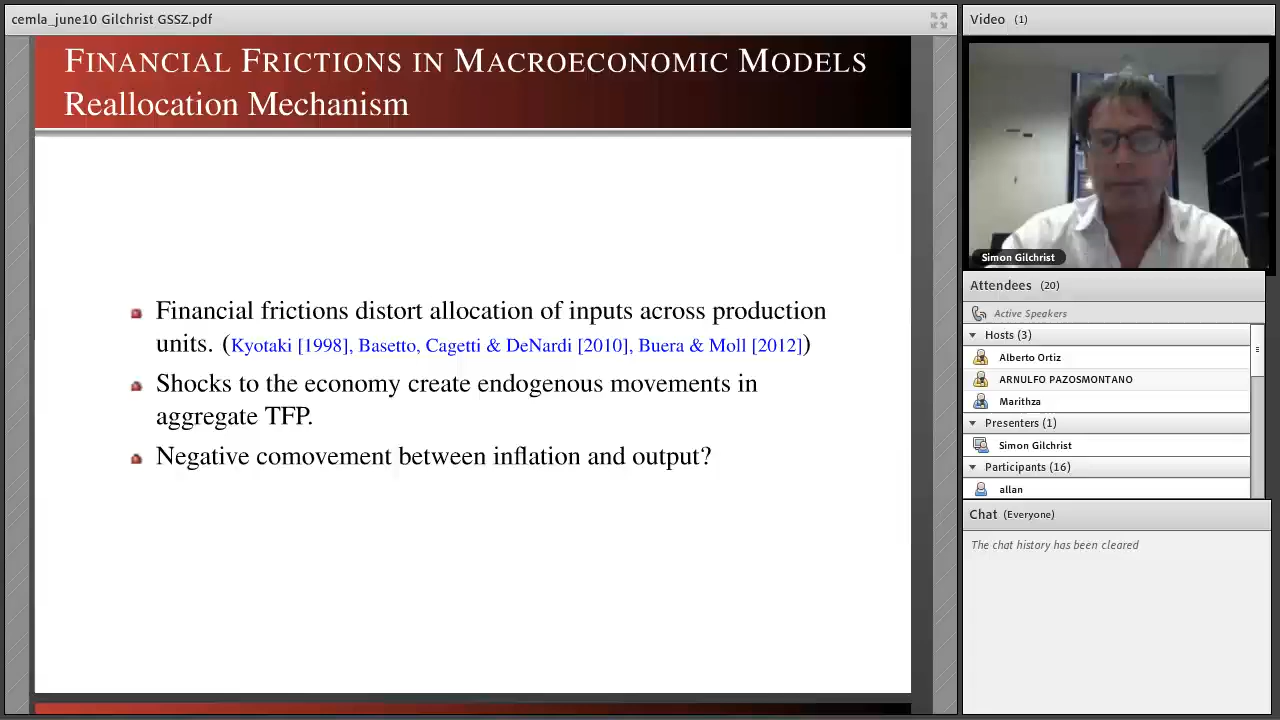 cemla_june10 Gilchrist GSSZ.pdf
FINANCIAL FRICTIONS IN MACROECONOMIC MODELS
Reallocation Mechanism
Financial frictions distort allocation of inputs across production
units. (Kyotaki [1998], Basetto, Cagetti & DeNardi [2010], Buera & Moll [2012])
Shocks to the economy create endogenous movements in
aggregate TFP.
Negative comovement between inflation and output?
Video (1)
Simon Gilchrist
Attendees (20)
Active Speakers
Hosts (3)
Alberto Ortiz
ARNULFO PAZOSMONTANO
Marithza
Presenters (1)
Simon Gilchrist
Participants (16)
allan
Chat (Everyone)
The chat history has been cleared